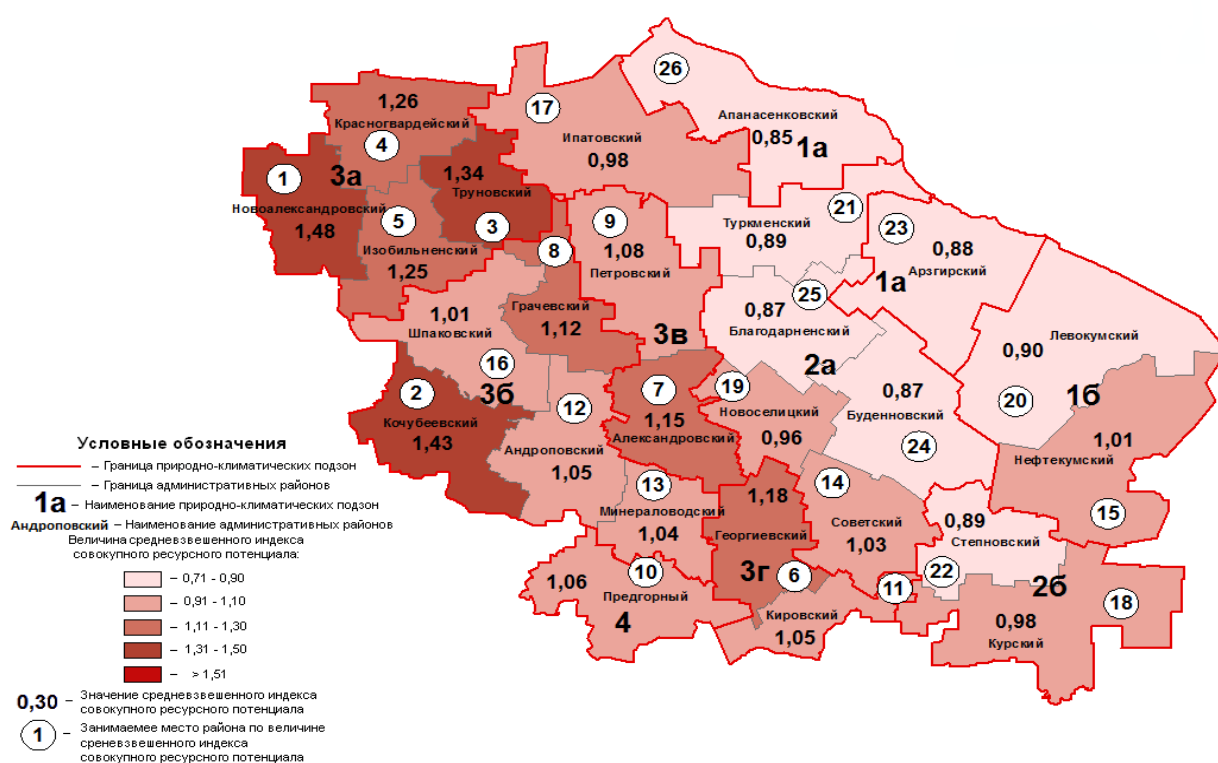 26
17
1,26
Красногвардейский
4
Апанасенковский
0,85
1а
Ипатовский
0,98
1
3а
1,34
Труновский
3
Новоалександровский
1,48
5
Изобильненский
1,25
9
1,08
Петровский
8
21
Туркменский
0,89
23
0,88
Арзгирский
1а
25
1,01
Шпаковский
16
Грачевский
1,12
3в
0,87
Благодарненский
2а
0,90
Левокумский
20
1б
2
3б
Кочубеевский
1,43
12
7
1,15
Александровский
19
Новоселицкий
0,96
0,87
Буденновский
24
1,01
Нефтекумский
15
Андроповский
1,05
13
Минераловодский
1,04
1,18
Георгиевский
3г
6
14
Советский
1,03
0,89
Степновский
22
2б
11
18
1,06
10
Предгорный
4
Кировский
1,05
0,98
Курский
Условные обозначения
– Граница природно-климатических подзон
– Граница административных районов
1а – Наименование природно-климатических подзон
Андроповский – Наименование административных районов
Величина средневзвешенного индекса
совокупного ресурсного потенциала:
– 0,71 - 0,90
– 0,91 - 1,10
– 1,11 - 1,30
– 1,31 - 1,50
– > 1,51
0,30 – Значение средневзвешенного индекса
совокупного ресурсного потенциала
1 – Занимаемее место района по величине
среневзвешенного индекса
совокупного ресурсного потенциала